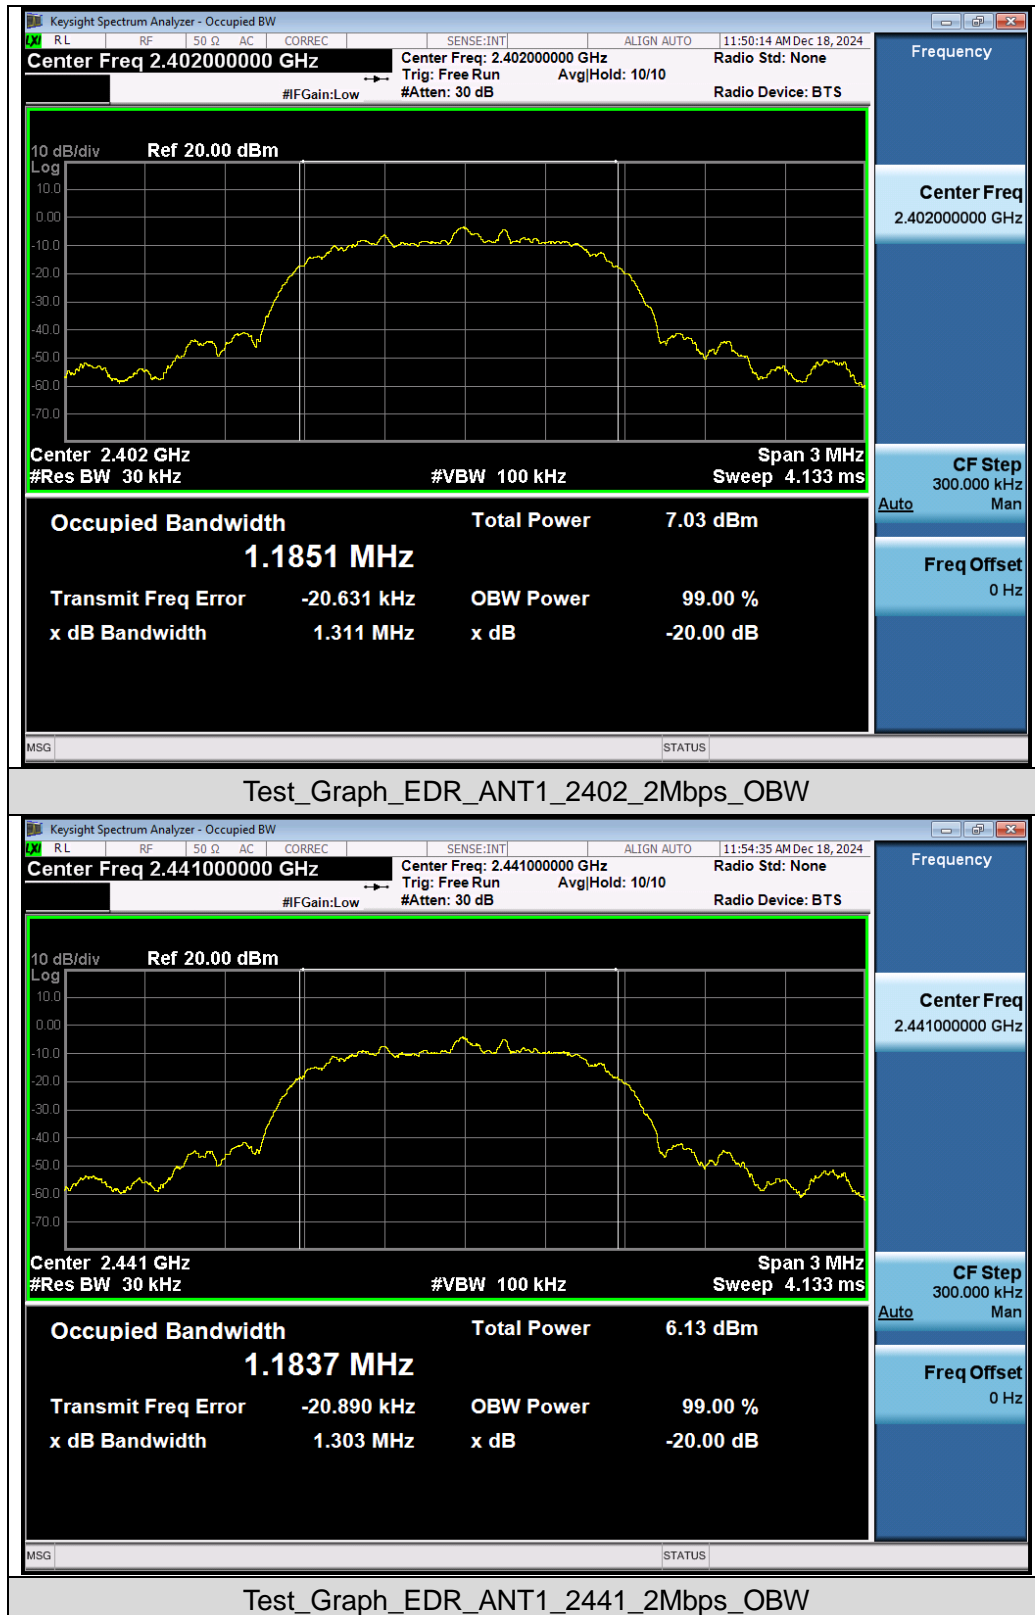 Keysight Spectrum Analyzer - Occupied BW
LXI RL RF 50 Ω AC CORREC SENSE:INT ALIGN AUTO 11:50:14 AM Dec 18, 2024
Center Freq 2.402000000 GHz
Center Freq: 2.402000000 GHz Radio Std: None
Trig: Free Run Avg|Hold: 10/10
#IFGain:Low #Atten: 30 dB Radio Device: BTS
Frequency
10 dB/div Ref 20.00 dBm
Log
10.0
0.00
-10.0
-20.0
-30.0
-40.0
-50.0
-60.0
-70.0
Center 2.402 GHz Span 3 MHz
#Res BW 30 kHz #VBW 100 kHz Sweep 4.133 ms
Center Freq
2.402000000 GHz
CF Step
300.000 kHz
Auto Man
Freq Offset
0 Hz
Occupied Bandwidth Total Power 7.03 dBm
1.1851 MHz
Transmit Freq Error -20.631 kHz OBW Power 99.00 %
x dB Bandwidth 1.311 MHz x dB -20.00 dB
MSG STATUS
Test_Graph_EDR_ANT1_2402_2Mbps_OBW
Keysight Spectrum Analyzer - Occupied BW
LXI RL RF 50 Ω AC CORREC SENSE:INT ALIGN AUTO 11:54:35 AM Dec 18, 2024
Center Freq 2.441000000 GHz
Center Freq: 2.441000000 GHz Radio Std: None
Trig: Free Run Avg|Hold: 10/10
#IFGain:Low #Atten: 30 dB Radio Device: BTS
Frequency
10 dB/div Ref 20.00 dBm
Log
10.0
0.00
-10.0
-20.0
-30.0
-40.0
-50.0
-60.0
-70.0
Center 2.441 GHz Span 3 MHz
#Res BW 30 kHz #VBW 100 kHz Sweep 4.133 ms
Center Freq
2.441000000 GHz
CF Step
300.000 kHz
Auto Man
Freq Offset
0 Hz
Occupied Bandwidth Total Power 6.13 dBm
1.1837 MHz
Transmit Freq Error -20.890 kHz OBW Power 99.00 %
x dB Bandwidth 1.303 MHz x dB -20.00 dB
MSG STATUS
Test_Graph_EDR_ANT1_2441_2Mbps_OBW